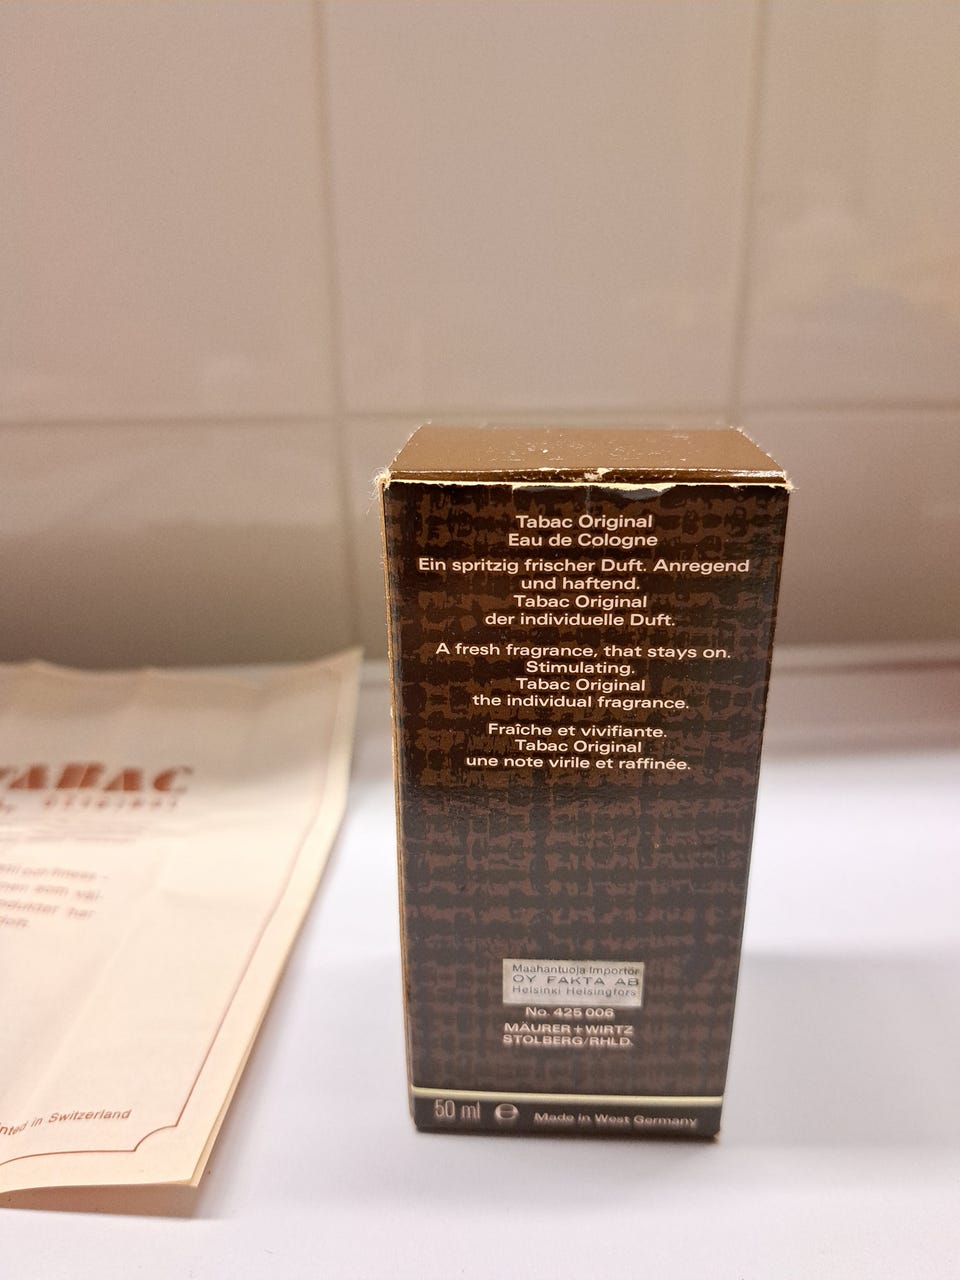 Tabac Original
Eau de Cologne
Ein spritzig frischer Duft. Anregend
und haftend.
Tabac Original
der individuelle Duft.
A fresh fragrance, that stays on.
Stimulating.
Tabac Original
the individual fragrance.
Fraîche et vivifiante.
Tabac Original
une note virile et raffinée.
Maahantuoja Importör
OY FAKTA AB
Helsinki Helsingfors
No. 425 006
MÄURER + WIRTZ
STOLBERG/RHLD.
50 ml e Made in West Germany
TABAC
ORIGINAL
in Switzerland